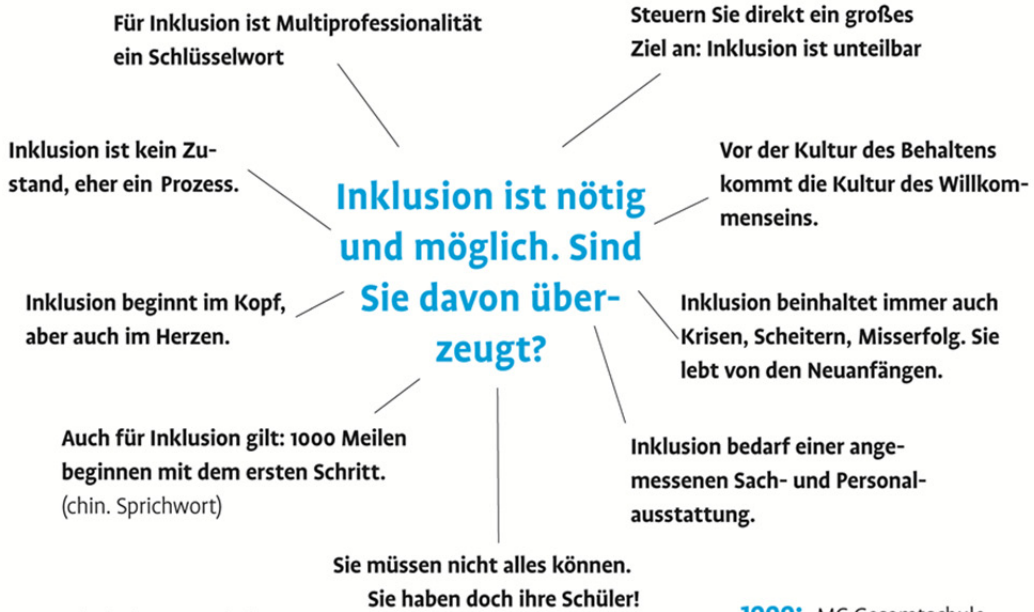 Für Inklusion ist Multiprofessionalität
ein Schlüsselwort
Steuern Sie direkt ein großes
Ziel an: Inklusion ist unteilbar
Inklusion ist kein Zu-
stand, eher ein Prozess.
Vor der Kultur des Behaltens
kommt die Kultur des Willkom-
menseins.
Inklusion ist nötig
und möglich. Sind
Sie davon über-
zeugt?
Inklusion beginnt im Kopf,
aber auch im Herzen.
Inklusion beinhaltet immer auch
Krisen, Scheitern, Misserfolg. Sie
lebt von den Neuanfängen.
Auch für Inklusion gilt: 1000 Meilen
beginnen mit dem ersten Schritt.
(chin. Sprichwort)
Inklusion bedarf einer ange-
messenen Sach- und Personal-
ausstattung.
Sie müssen nicht alles können.
Sie haben doch ihre Schüler!